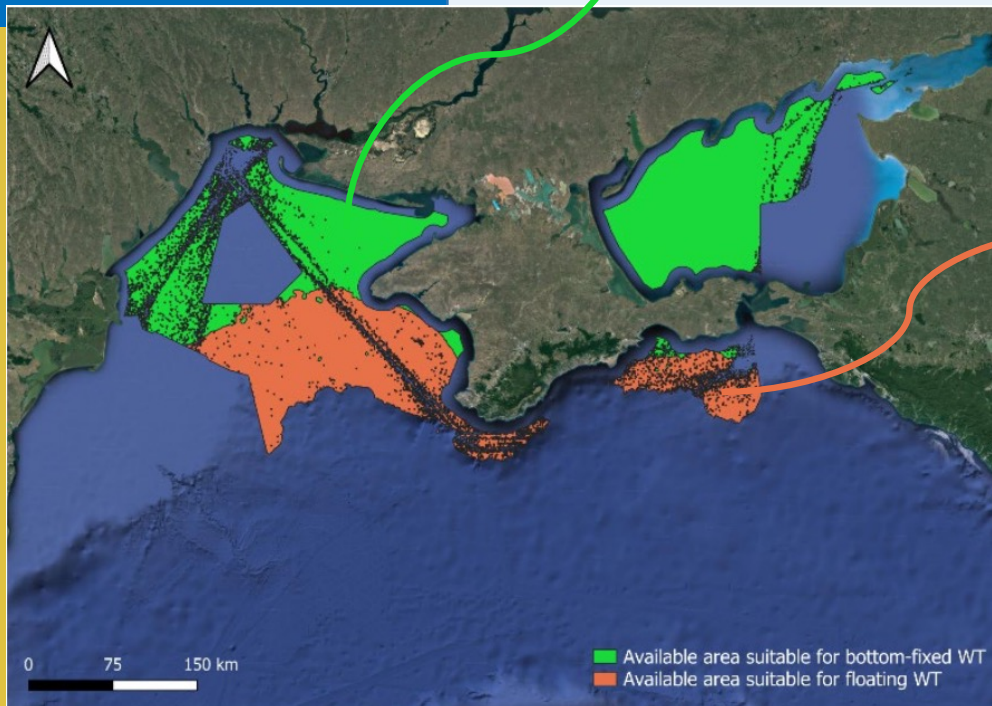 0 75 150 km
Available area suitable for bottom-fixed WT
Available area suitable for floating WT